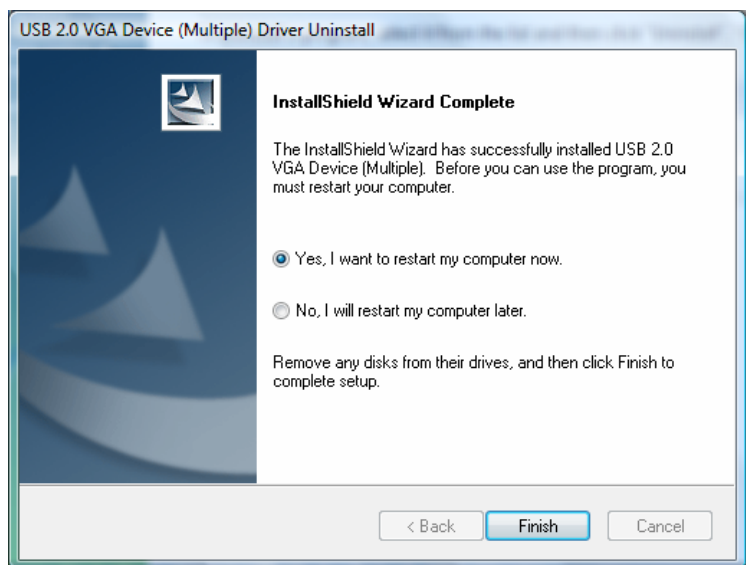 USB 2.0 VGA Device (Multiple) Driver Uninstall
InstallShield Wizard Complete
The InstallShield Wizard has successfully installed USB 2.0
VGA Device (Multiple).  Before you can use the program, you
must restart your computer.
Yes, I want to restart my computer now.
No, I will restart my computer later.
Remove any disks from their drives, and then click Finish to
complete setup.
< Back
Finish
Cancel